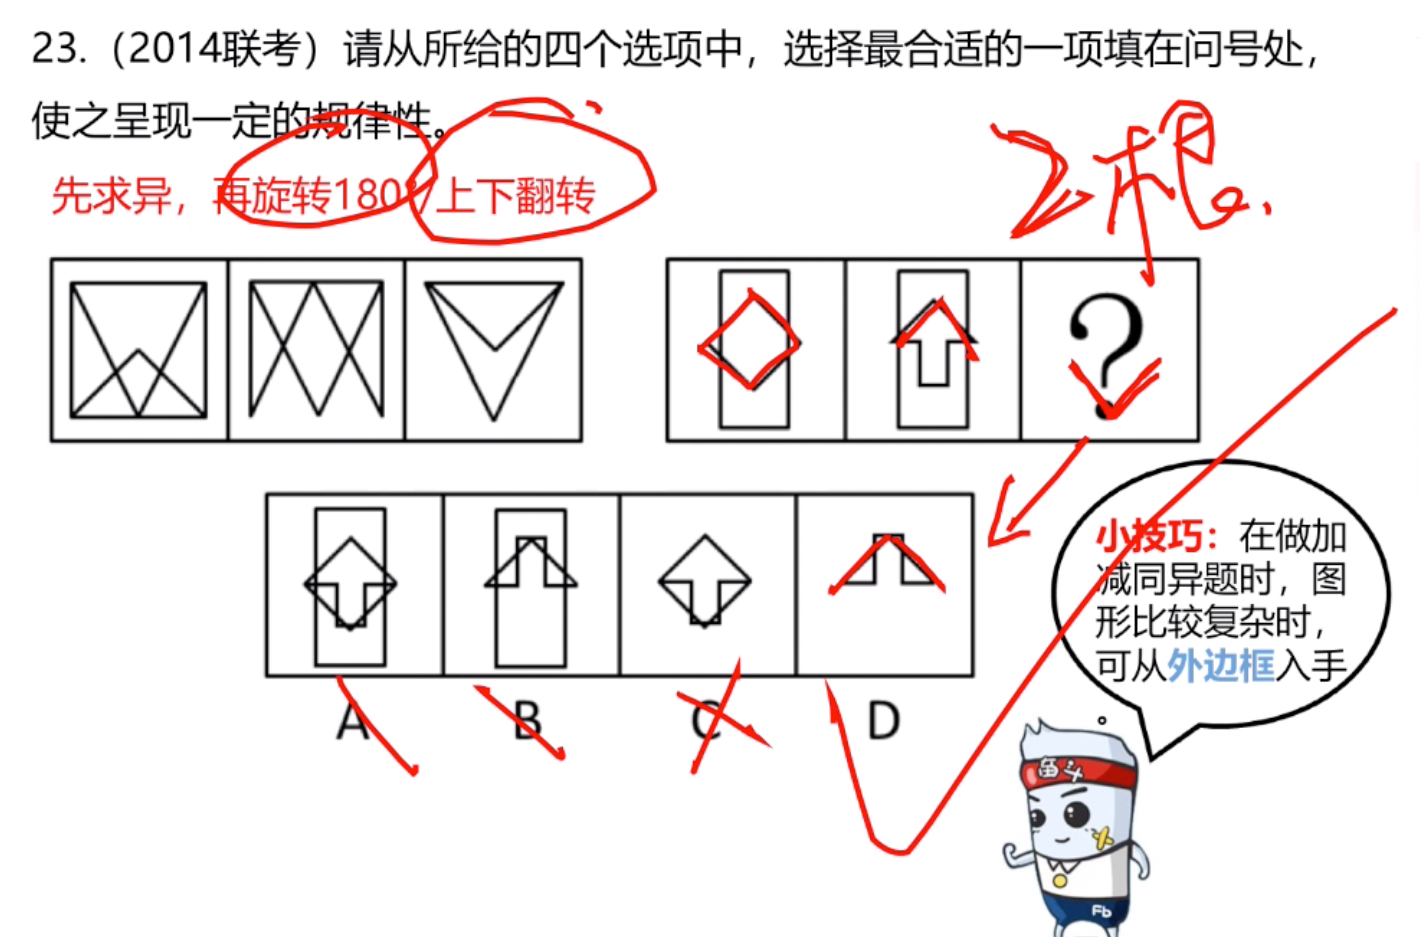 23.（2014联考）请从所给的四个选项中，选择最合适的一项填在问号处，
使之呈现一定的规律性。
先求异，再旋转180°/上下翻转
2根
?
A B C D
小技巧：在做加
减同异题时，图
形比较复杂时，
可从外边框入手
。
奋斗
Fb